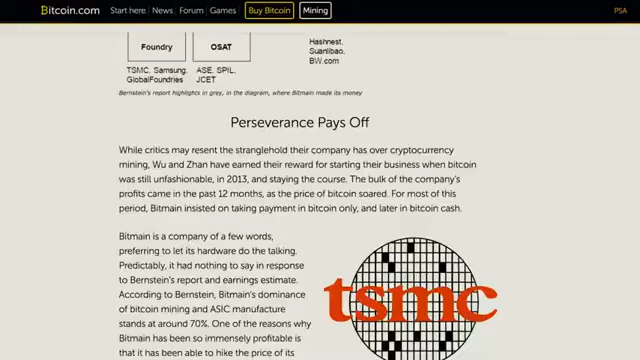 Bitcoin.com Start here | News | Forum | Games | Buy Bitcoin Mining PSA
Foundry OSAT
Hashnest,
Suanlibao,
BW.com
TSMC, Samsung, ASE, SPIL,
GlobalFoundries JCET
Bernstein's report highlights in grey, in the diagram, where Bitmain made its money
Perseverance Pays Off
While critics may resent the stranglehold their company has over cryptocurrency
mining, Wu and Zhan have earned their reward for starting their business when bitcoin
was still unfashionable, in 2013, and staying the course. The bulk of the company's
profits came in the past 12 months, as the price of bitcoin soared. For most of this
period, Bitmain insisted on taking payment in bitcoin only, and later in bitcoin cash.
Bitmain is a company of a few words,
preferring to let its hardware do the talking.
Predictably, it had nothing to say in response
to Bernstein's report and earnings estimate.
According to Bernstein, Bitmain's dominance
of bitcoin mining and ASIC manufacture
stands at around 70%. One of the reasons why
Bitmain has been so immensely profitable is
that it has been able to hike the price of its
tsmc